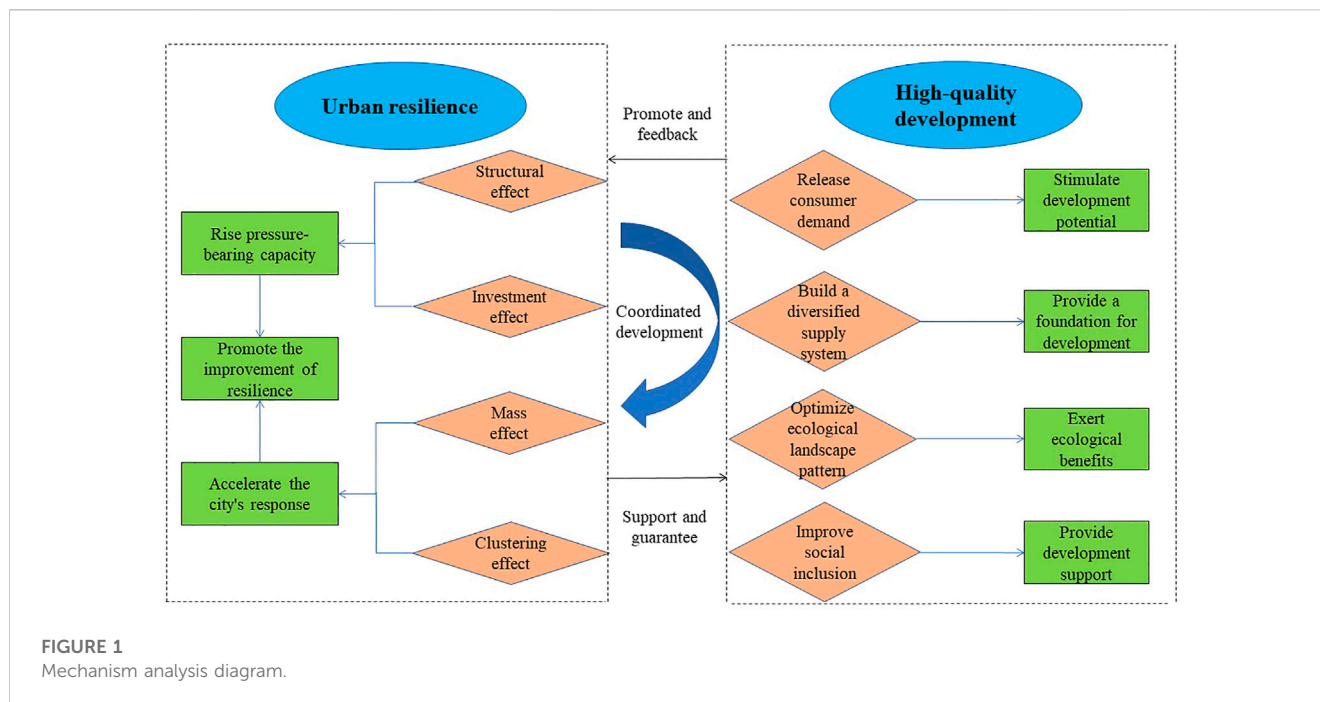 Urban resilience
Structural
effect
Rise pressure-
bearing capacity
Investment
effect
Promote the
improvement of
resilience
Mass
effect
Accelerate the
city's response
Clustering
effect
Promote and
feedback
Coordinated
development
Support and
guarantee
High-quality
development
Release
consumer
demand
Stimulate
development
potential
Build a
diversified
supply
system
Provide a
foundation for
development
Optimize
ecological
landscape
pattern
Exert
ecological
benefits
Improve
social
inclusion
Provide
development
support
FIGURE 1
Mechanism analysis diagram.